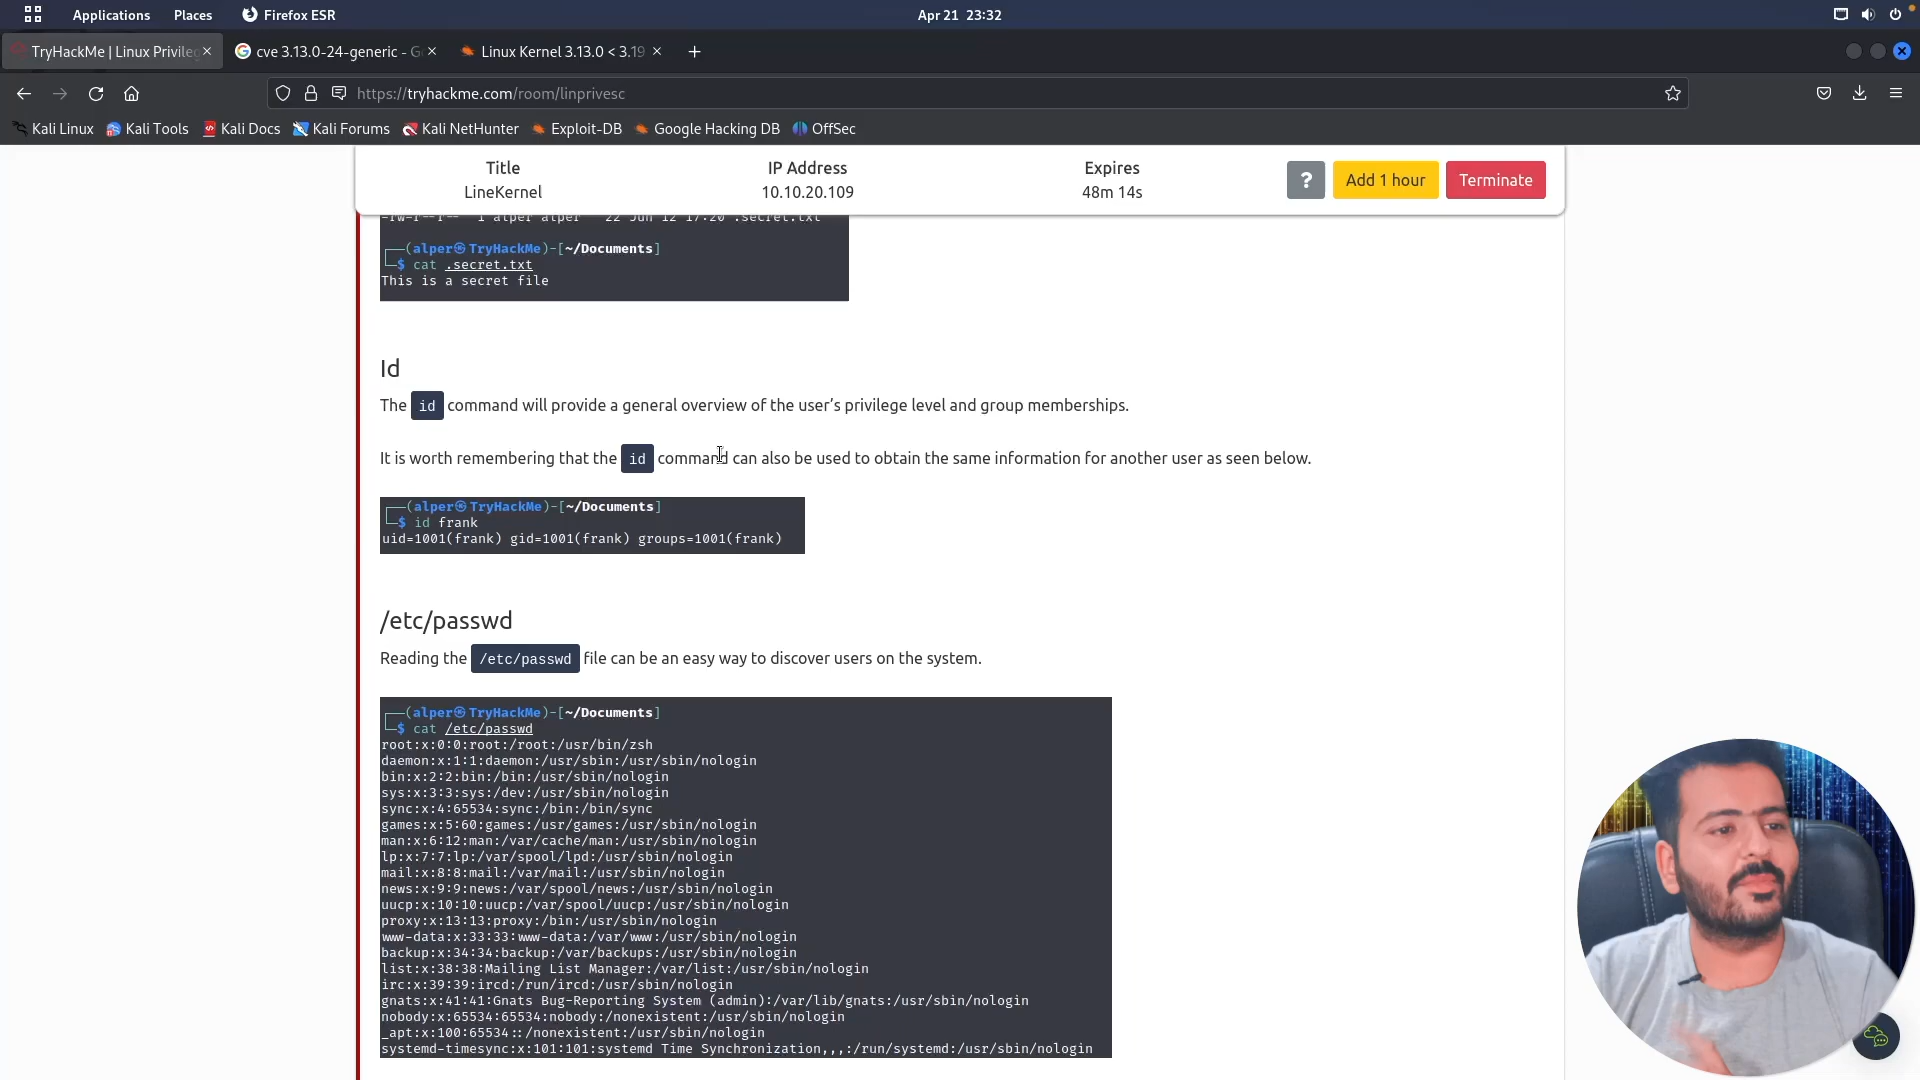 Applications Places Firefox ESR Apr 21 23:32
TryHackMe | Linux Privile
cve 3.13.0-24-generic - G
Linux Kernel 3.13.0 < 3.19
https://tryhackme.com/room/linprivesc
Kali Linux Kali Tools Kali Docs Kali Forums Kali NetHunter Exploit-DB Google Hacking DB OffSec
Title IP Address Expires
LineKernel 10.10.20.109 48m 14s
? Add 1 hour Terminate
-rw-r--r-- 1 alper alper 22 Jun 12 17:20 .secret.txt
(alper㉿TryHackMe)-[~/Documents]
$ cat .secret.txt
This is a secret file
Id
The id command will provide a general overview of the user’s privilege level and group memberships.
It is worth remembering that the id command can also be used to obtain the same information for another user as seen below.
(alper㉿TryHackMe)-[~/Documents]
$ id frank
uid=1001(frank) gid=1001(frank) groups=1001(frank)
/etc/passwd
Reading the /etc/passwd file can be an easy way to discover users on the system.
(alper㉿TryHackMe)-[~/Documents]
$ cat /etc/passwd
root:x:0:0:root:/root:/usr/bin/zsh
daemon:x:1:1:daemon:/usr/sbin:/usr/sbin/nologin
bin:x:2:2:bin:/bin:/usr/sbin/nologin
sys:x:3:3:sys:/dev:/usr/sbin/nologin
sync:x:4:65534:sync:/bin:/bin/sync
games:x:5:60:games:/usr/games:/usr/sbin/nologin
man:x:6:12:man:/var/cache/man:/usr/sbin/nologin
lp:x:7:7:lp:/var/spool/lpd:/usr/sbin/nologin
mail:x:8:8:mail:/var/mail:/usr/sbin/nologin
news:x:9:9:news:/var/spool/news:/usr/sbin/nologin
uucp:x:10:10:uucp:/var/spool/uucp:/usr/sbin/nologin
proxy:x:13:13:proxy:/bin:/usr/sbin/nologin
www-data:x:33:33:www-data:/var/www:/usr/sbin/nologin
backup:x:34:34:backup:/var/backups:/usr/sbin/nologin
list:x:38:38:Mailing List Manager:/var/list:/usr/sbin/nologin
irc:x:39:39:ircd:/run/ircd:/usr/sbin/nologin
gnats:x:41:41:Gnats Bug-Reporting System (admin):/var/lib/gnats:/usr/sbin/nologin
nobody:x:65534:65534:nobody:/nonexistent:/usr/sbin/nologin
_apt:x:100:65534::/nonexistent:/usr/sbin/nologin
systemd-timesync:x:101:101:systemd Time Synchronization,,,:/run/systemd:/usr/sbin/nologin